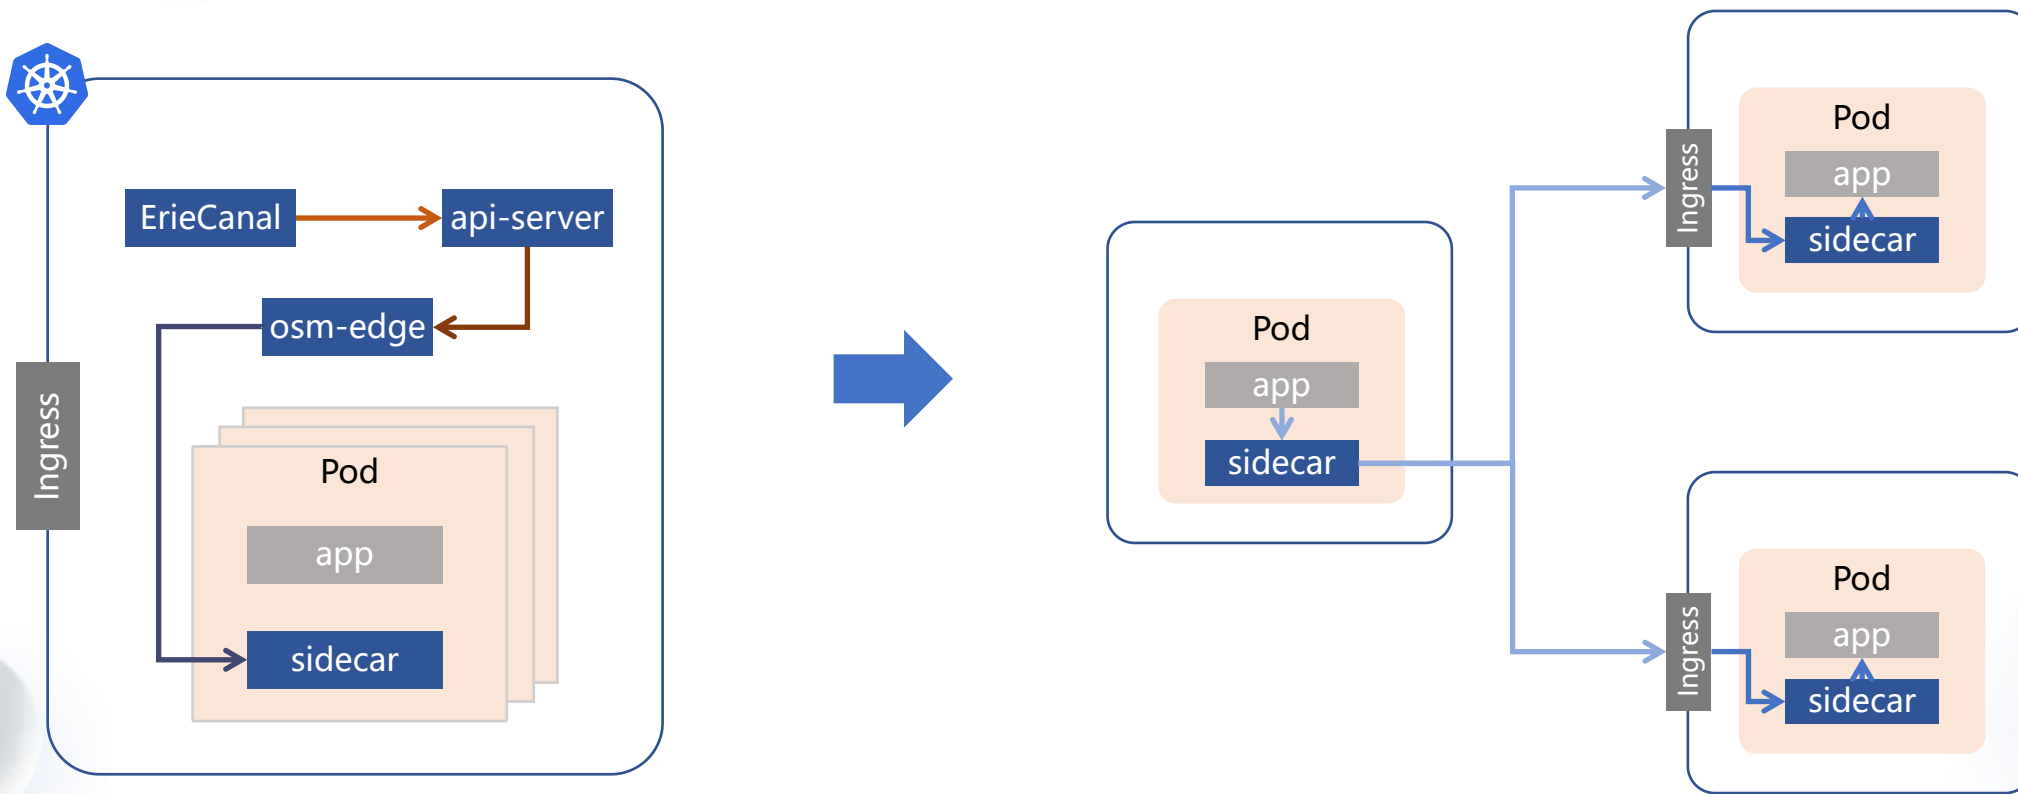 ErieCanal
api-server
osm-edge
Ingress
Pod
app
sidecar
Pod
app
sidecar
Ingress
Pod
app
sidecar
Ingress
Pod
app
sidecar